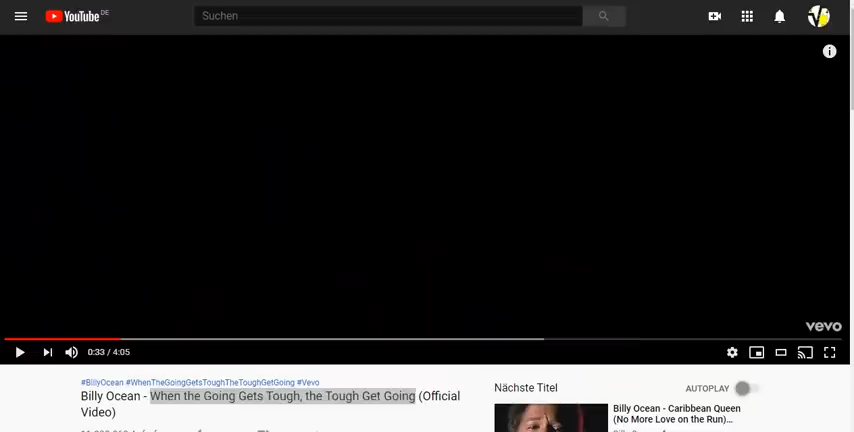 YouTube DE
Suchen
i
vevo
0:33 / 4:05
#BillyOcean #WhenTheGoingGetsToughTheToughGetGoing #Vevo
Billy Ocean - When the Going Gets Tough, the Tough Get Going (Official
Video)
Nächste Titel
AUTOPLAY
Billy Ocean - Caribbean Queen
(No More Love on the Run)…